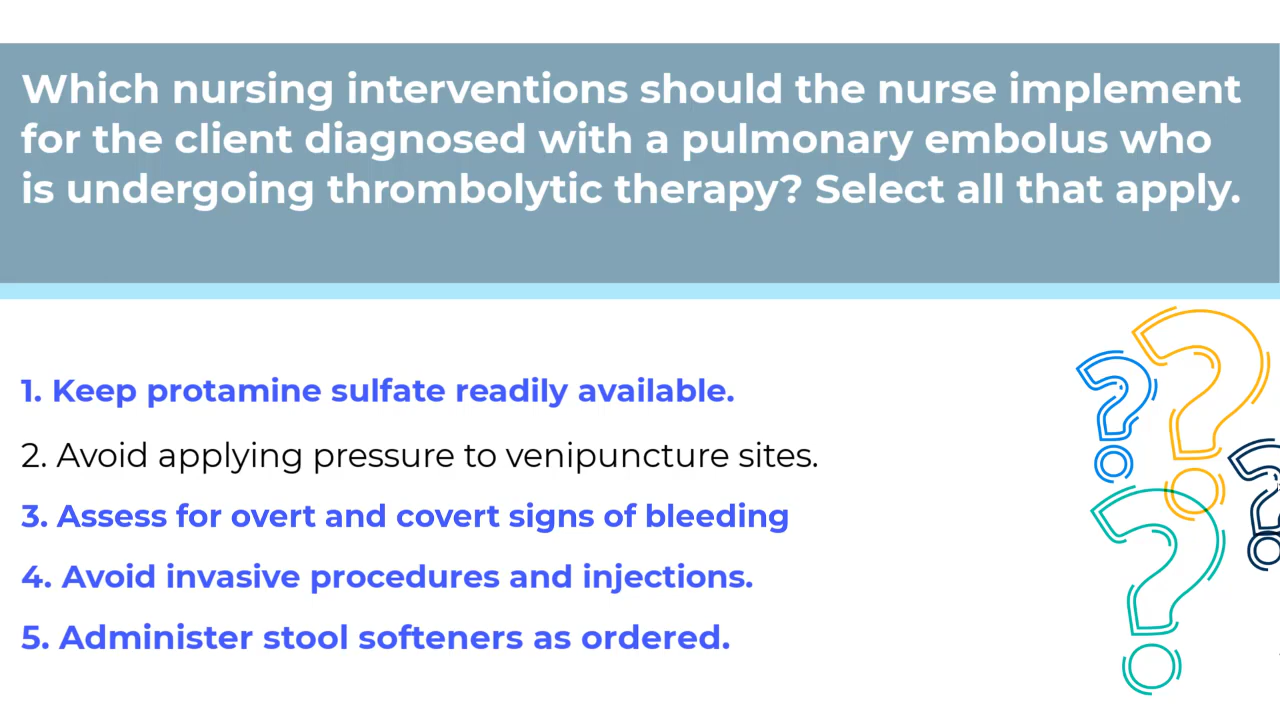 Which nursing interventions should the nurse implement
for the client diagnosed with a pulmonary embolus who
is undergoing thrombolytic therapy? Select all that apply.
1. Keep protamine sulfate readily available.
2. Avoid applying pressure to venipuncture sites.
3. Assess for overt and covert signs of bleeding
4. Avoid invasive procedures and injections.
5. Administer stool softeners as ordered.